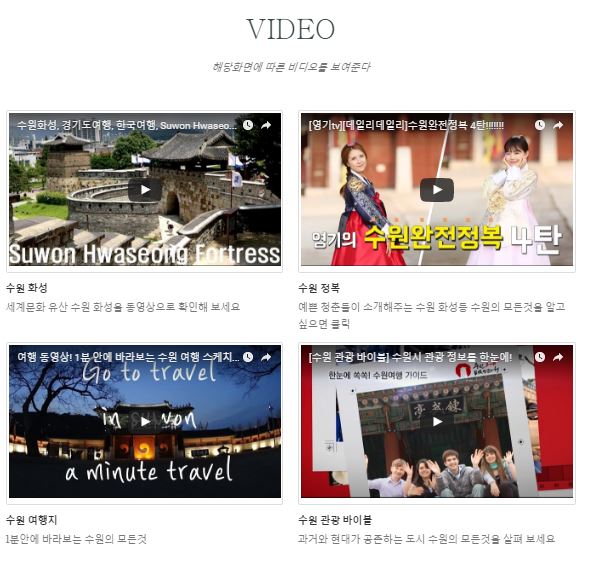 VIDEO
해당화면에 따른 비디오를 보여준다
수원화성, 경기도여행, 한국여행, Suwon Hwaseo...
Suwon Hwaseong Fortress
[영기tv][데일리데일리]수원완전정복 4탄!!!!!!!
영기의 수원완전정복 4탄
수원 화성
세계문화 유산 수원 화성을 동영상으로 확인해 보세요
수원 정복
예쁜 청춘들이 소개해주는 수원 화성등 수원의 모든것을 알고
싶으면 클릭
여행 동영상! 1분 안에 바라보는 수원 여행 스케치...
Go to travel
in suwon
a minute travel
[수원 관광 바이블] 수원시 관광 정보를 한눈에!
한눈에 쏙쏙! 수원여행 가이드
수원 여행지
1분안에 바라보는 수원의 모든것
수원 관광 바이블
과거와 현대가 공존하는 도시 수원의 모든것을 살펴 보세요